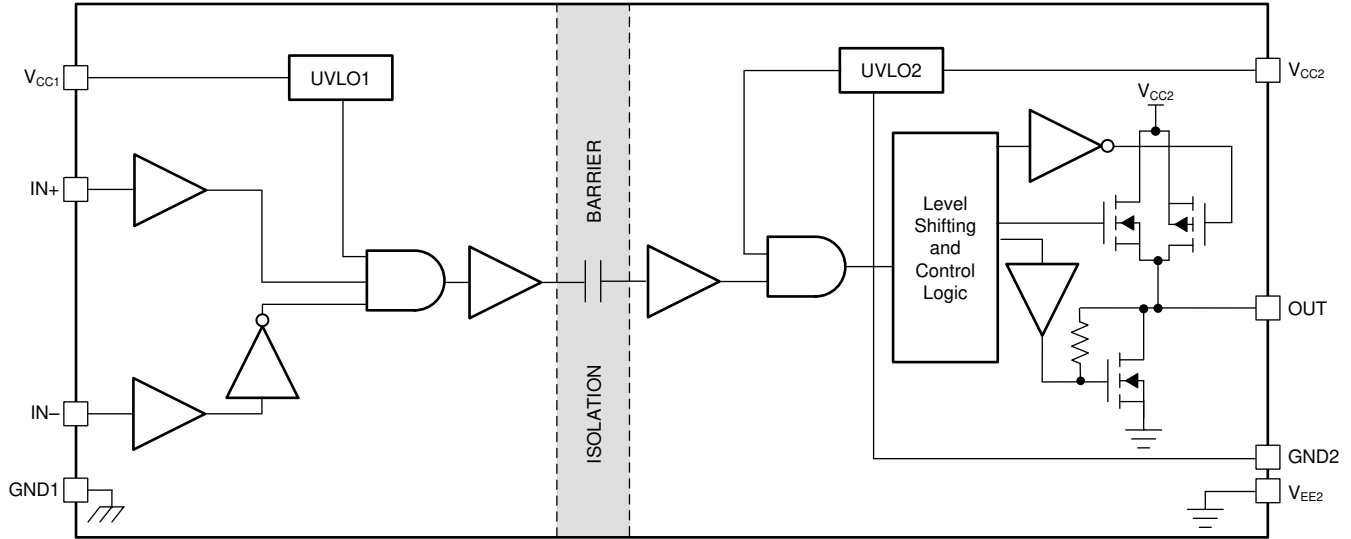 UVLO1
UVLO2
VCC1
VCC2
VCC2
IN+
BARRIER
Level
Shifting
and
Control
Logic
OUT
IN–
ISOLATION
GND2
GND1
VEE2